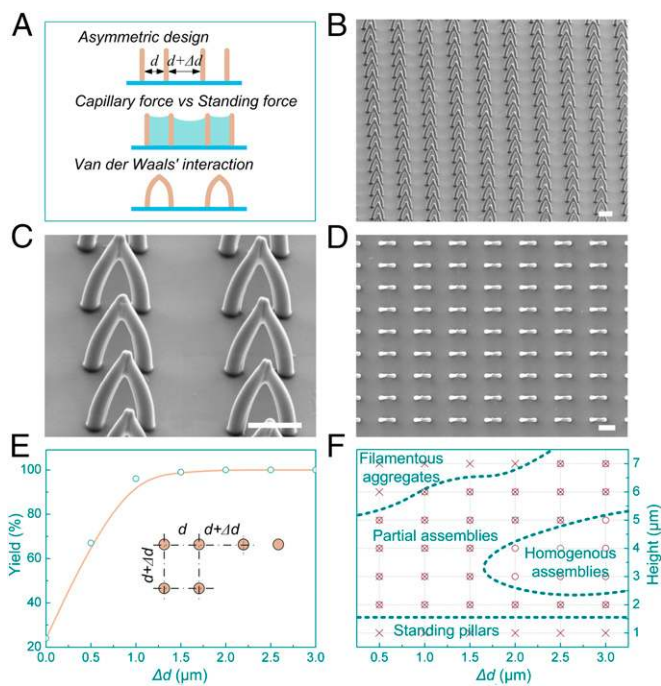 A
Asymmetric design
d
d+Δd
Capillary force vs Standing force
Van der Waals' interaction
B
C
D
E
Yield (%)
100
80
60
40
20
d
d+Δd
d+Δd
0.0 0.5 1.0 1.5 2.0 2.5 3.0
Δd (μm)
F
Filamentous
aggregates
Partial assemblies
Homogenous
assemblies
Standing pillars
7
6
5
4
3
2
1
Height (μm)
0.5 1.0 1.5 2.0 2.5 3.0
Δd (μm)